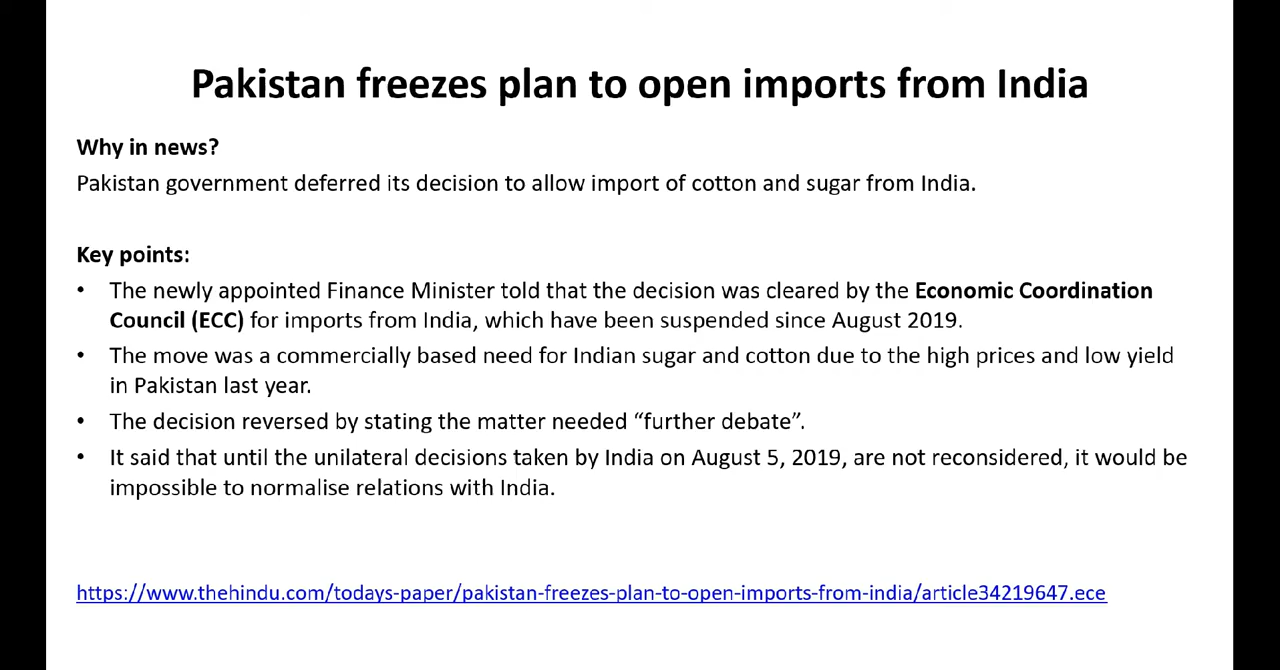 Pakistan freezes plan to open imports from India
Why in news?
Pakistan government deferred its decision to allow import of cotton and sugar from India.
Key points:
• The newly appointed Finance Minister told that the decision was cleared by the Economic Coordination
Council (ECC) for imports from India, which have been suspended since August 2019.
• The move was a commercially based need for Indian sugar and cotton due to the high prices and low yield
in Pakistan last year.
• The decision reversed by stating the matter needed “further debate”.
• It said that until the unilateral decisions taken by India on August 5, 2019, are not reconsidered, it would be
impossible to normalise relations with India.
https://www.thehindu.com/todays-paper/pakistan-freezes-plan-to-open-imports-from-india/article34219647.ece